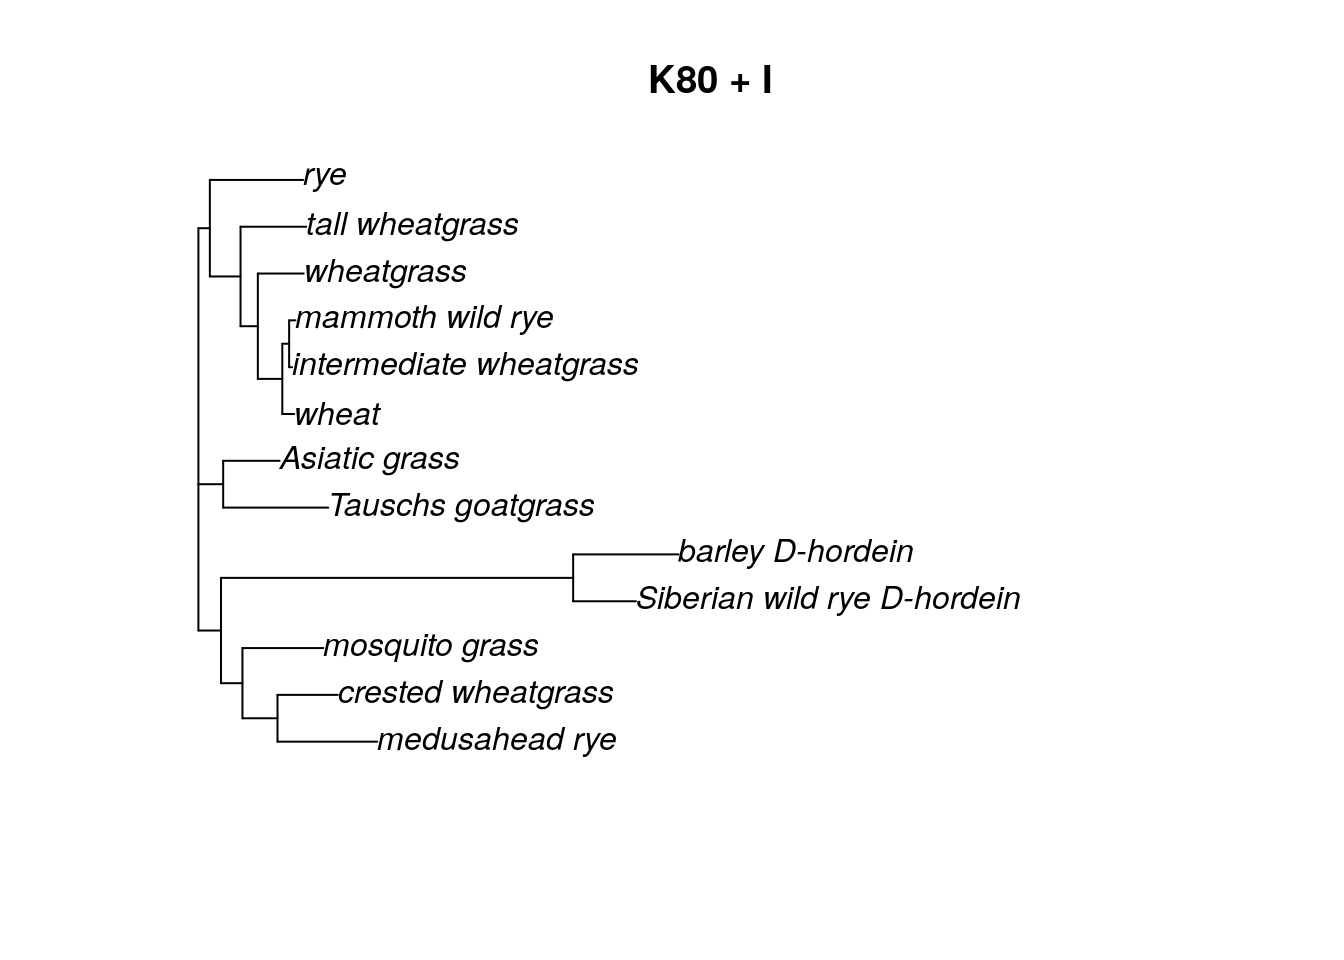 K80 + I
rye
tall wheatgrass
wheatgrass
mammoth wild rye
intermediate wheatgrass
wheat
Asiatic grass
Tauschs goatgrass
barley D-hordein
Siberian wild rye D-hordein
mosquito grass
crested wheatgrass
medusahead rye